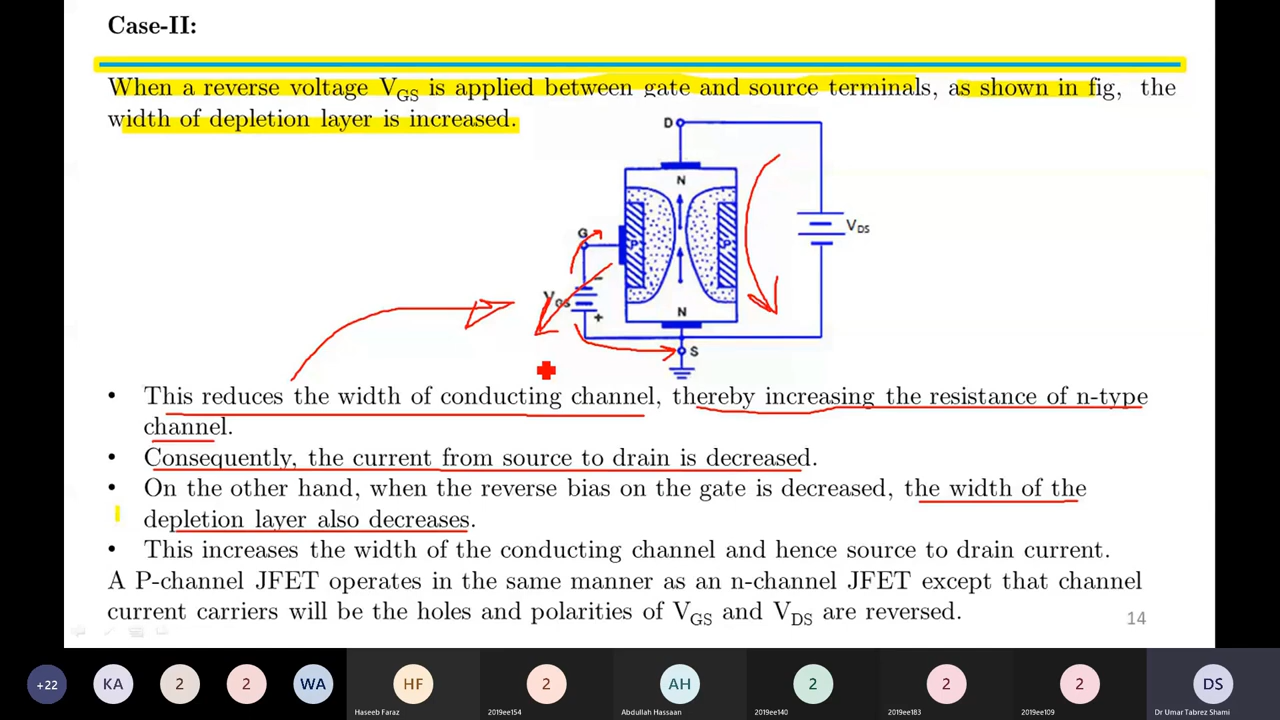 Case-II:
When a reverse voltage VGS is applied between gate and source terminals, as shown in fig, the
width of depletion layer is increased.
D
N
G
P
P
VDS
−
VGS
+
N
S
• This reduces the width of conducting channel, thereby increasing the resistance of n-type
channel.
• Consequently, the current from source to drain is decreased.
• On the other hand, when the reverse bias on the gate is decreased, the width of the
depletion layer also decreases.
• This increases the width of the conducting channel and hence source to drain current.
A P-channel JFET operates in the same manner as an n-channel JFET except that channel
current carriers will be the holes and polarities of VGS and VDS are reversed.
14
+22 KA 2 2 WA HF 2 AH 2 2 2 DS
Haseeb Faraz 2019ee154 Abdullah Hassaan 2019ee140 2019ee183 2019ee109 Dr Umar Tabrez Shami